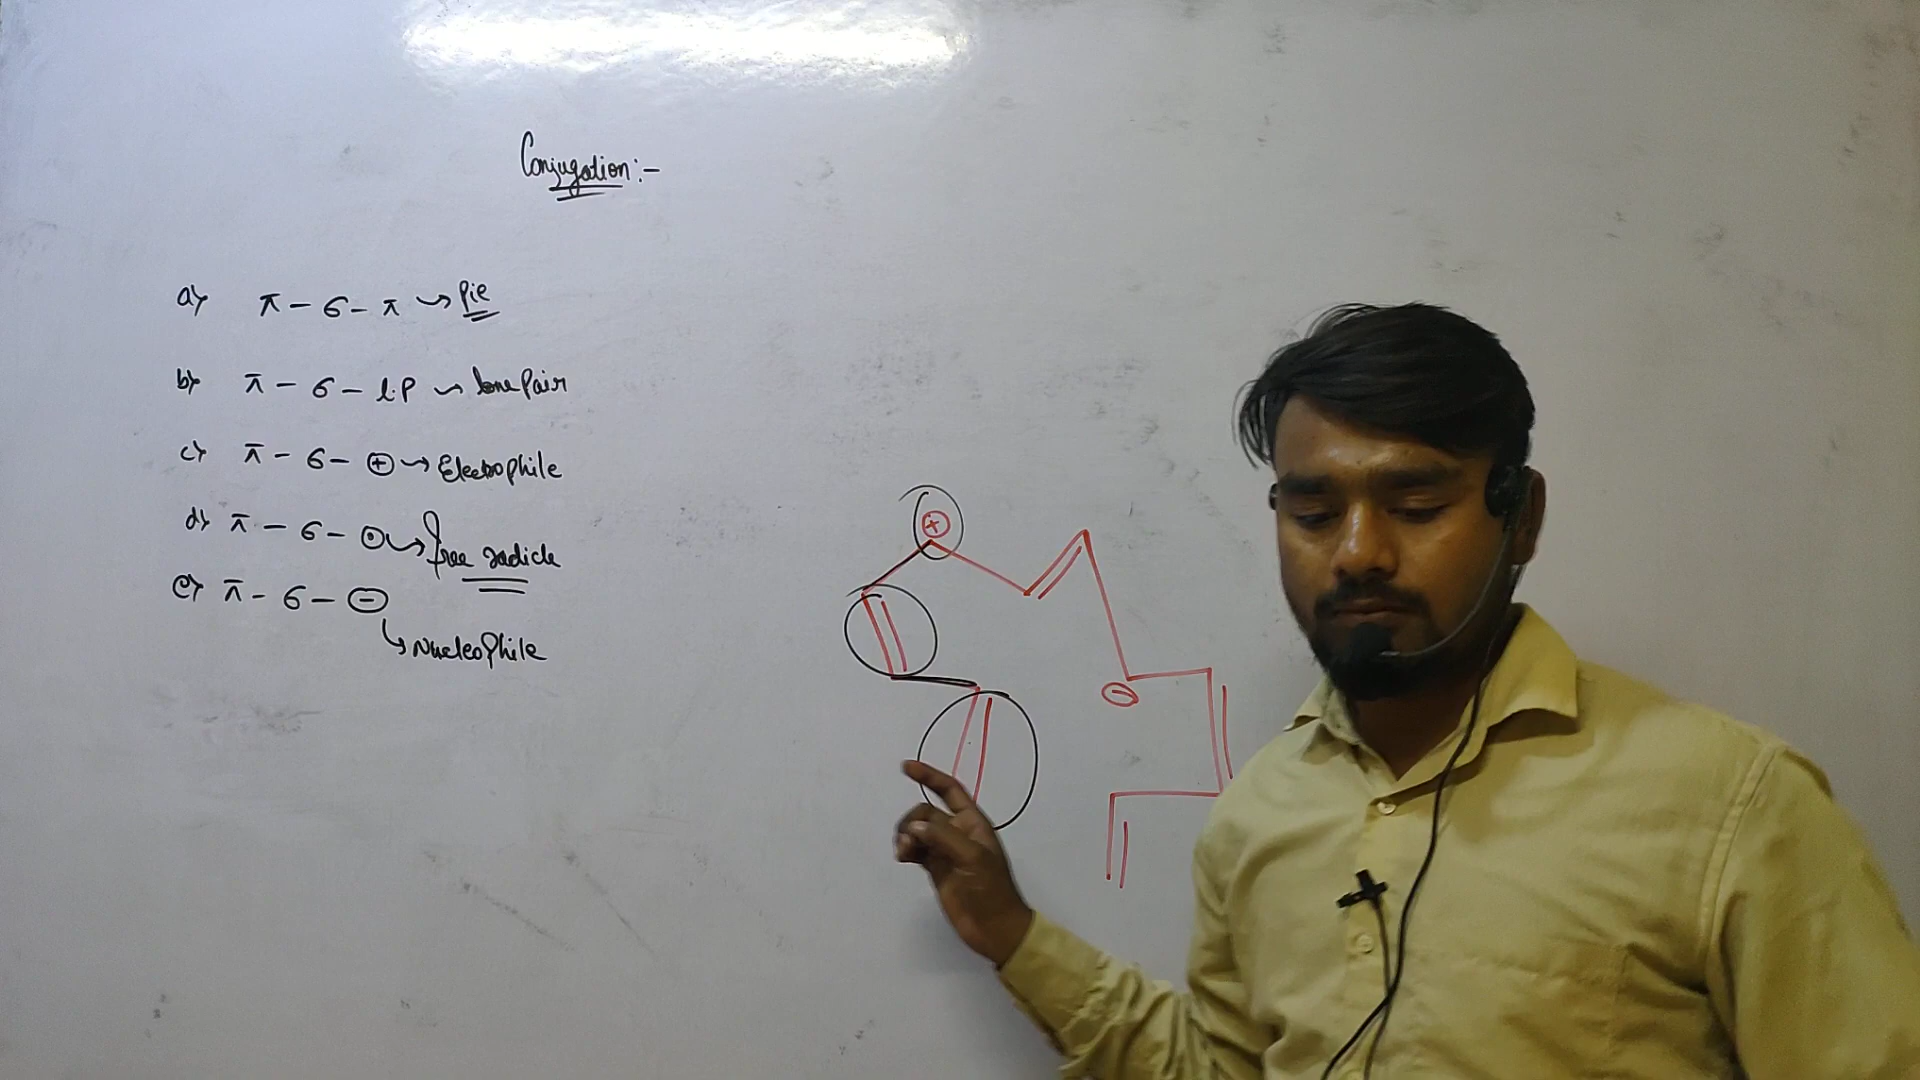 Conjugation:-
a) π - σ - π → Pie
b) π - σ - l.P → lone Pair
c) π - σ - ⊕ → Electrophile
d) π - σ - ⊙ → free radicle
e) π - σ - ⊖
↳ Nucleophile
⊕
⊖